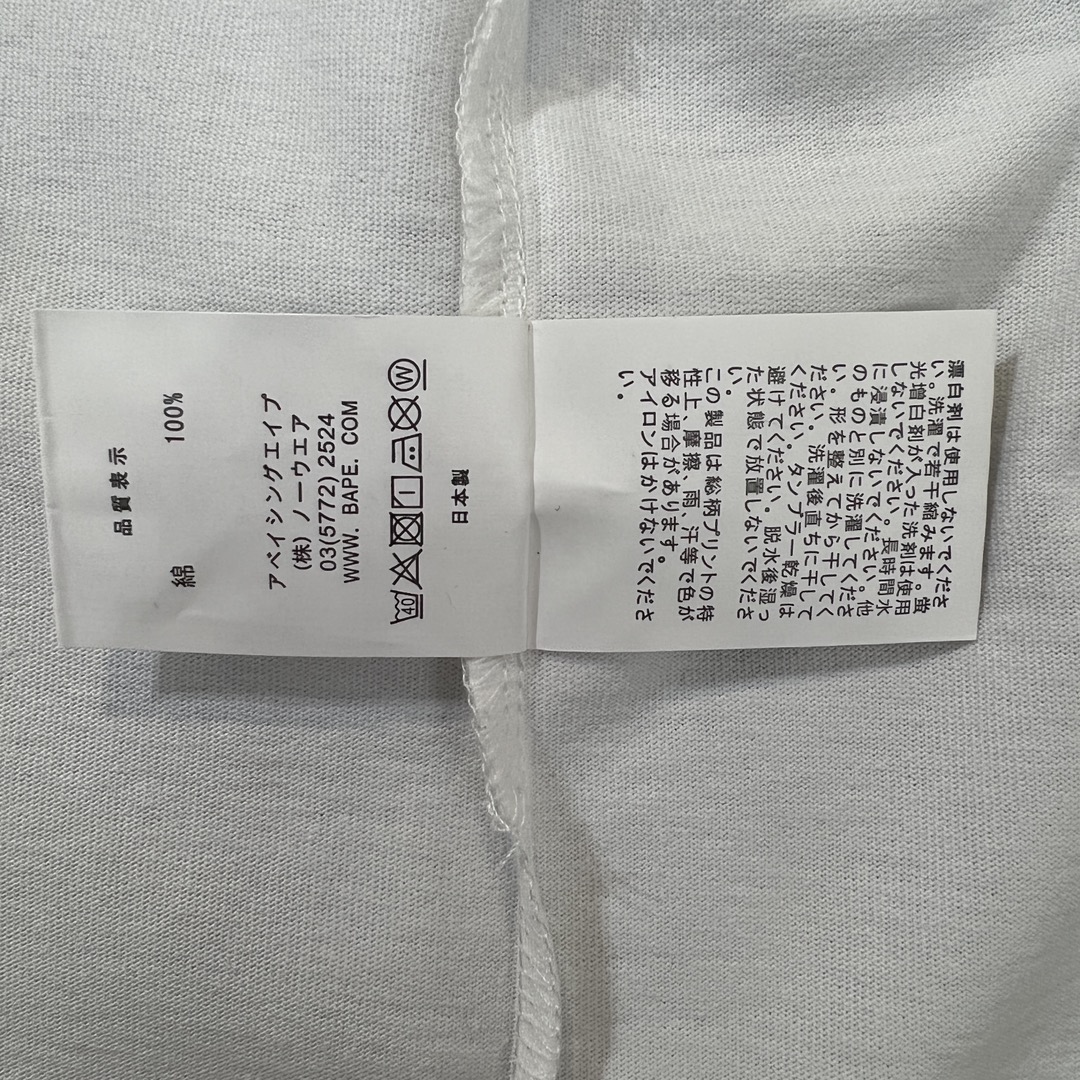 品質表示
綿 100%
アベイシングエイプ
(株) ノーウエア
03(5772) 2524
WWW. BAPE. COM
40 W
日本製
漂白剤は使用しないでくださ
い。洗濯で若干縮みます。蛍
光増白剤が入った洗剤は使用
しないでください。長時間水
に浸漬しないでください。他
のものと別に洗濯してくださ
い。形を整えてから干してく
ださい。洗濯後直ちに干して
ください。タンブラー乾燥は
避けてください。脱水後湿っ
た状態で放置しないでくださ
い。
この製品は総柄プリントの特
性上、摩擦、雨、汗等で色が
移る場合があります。
アイロンはかけないでくださ
い。